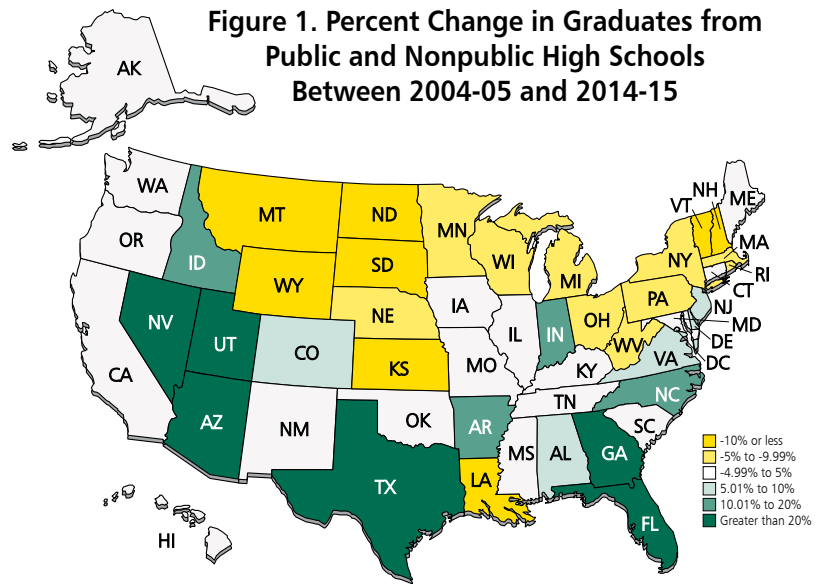 Figure 1. Percent Change in Graduates from
Public and Nonpublic High Schools
Between 2004-05 and 2014-15
AK
WA
MT
ND
MN
VT
NH
ME
OR
ID
SD
WI
MI
NY
MA
RI
CT
WY
NE
IA
PA
NJ
MD
DE
DC
NV
UT
CO
KS
MO
IL
IN
OH
WV
VA
KY
CA
AZ
NM
OK
AR
TN
NC
SC
MS
AL
GA
LA
TX
FL
HI
-10% or less
-5% to -9.99%
-4.99% to 5%
5.01% to 10%
10.01% to 20%
Greater than 20%